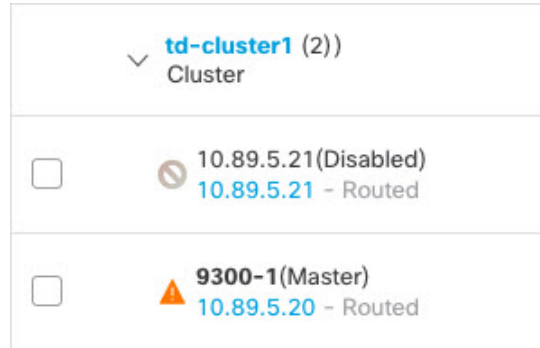 td-cluster1 (2))
Cluster
10.89.5.21(Disabled)
10.89.5.21 - Routed
9300-1(Master)
10.89.5.20 - Routed